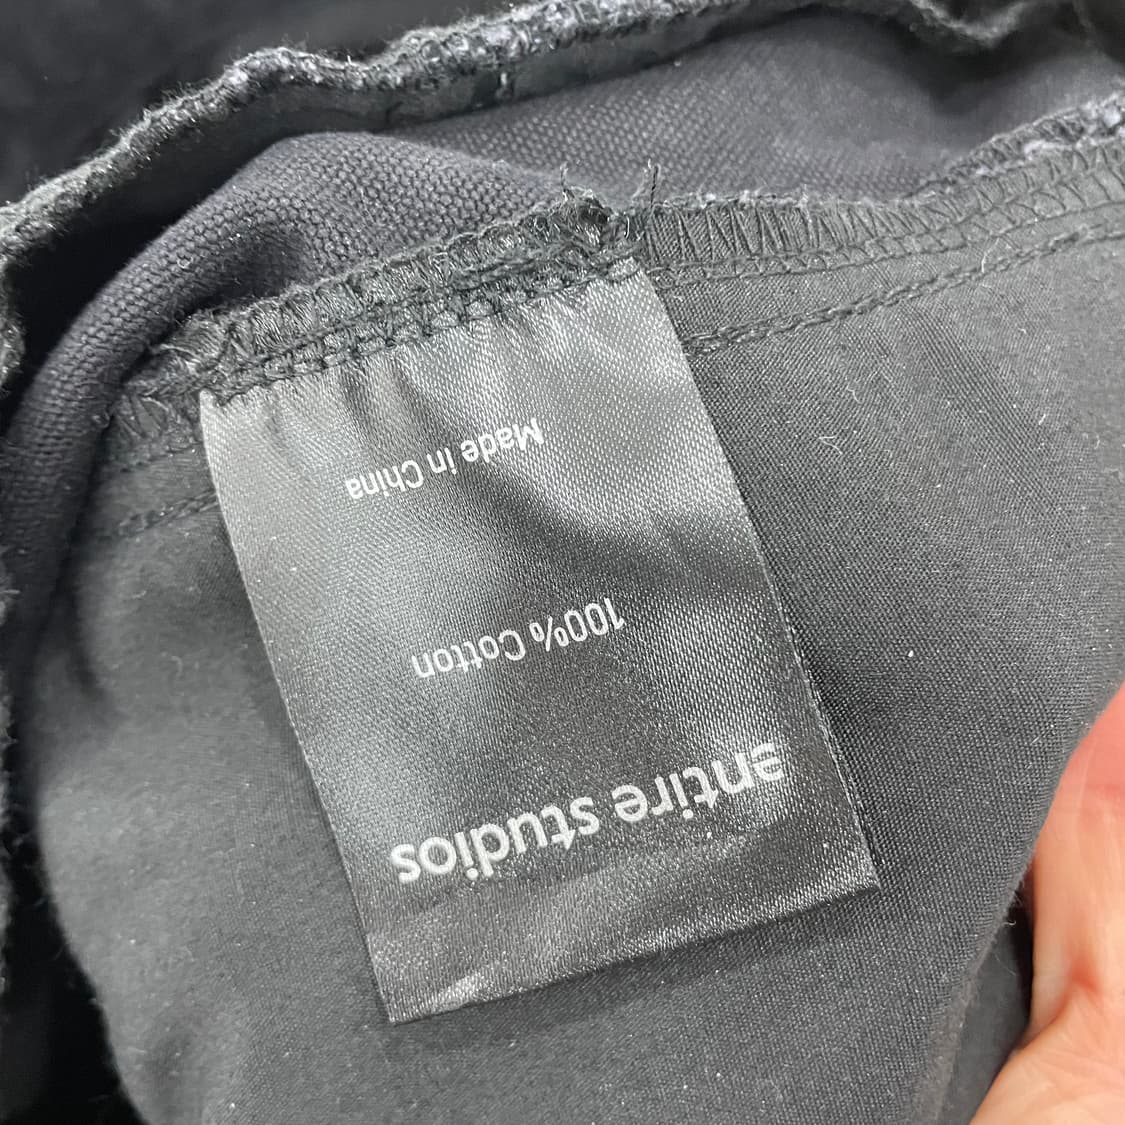 entire studios
100% Cotton
Made in China